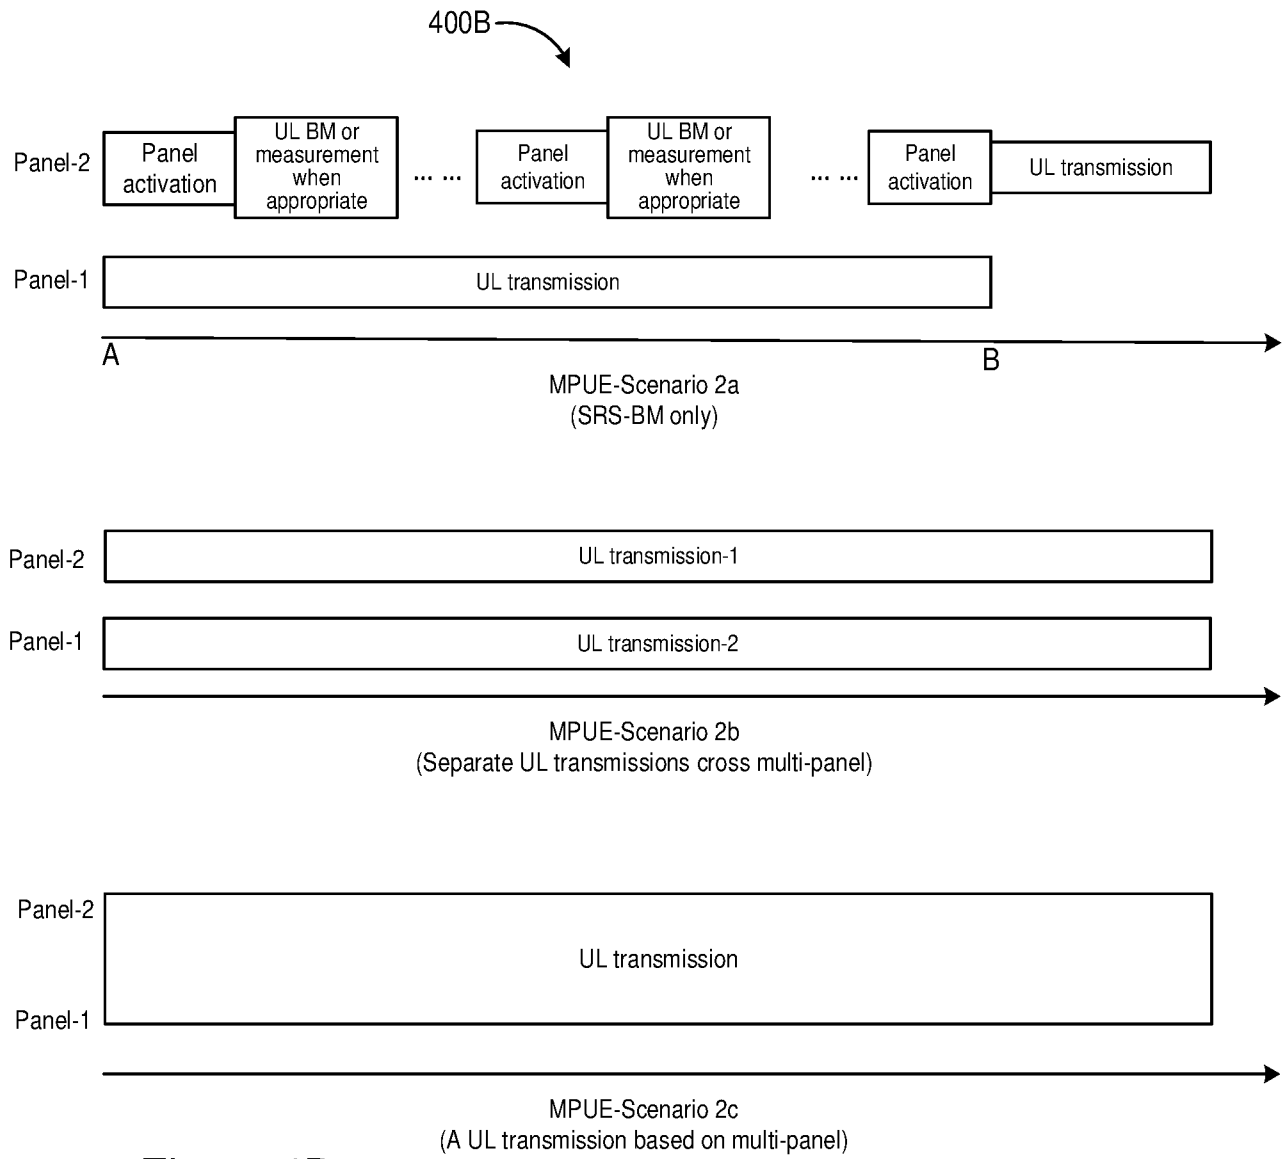 400B
Panel-2
Panel
activation
UL BM or
measurement
when
appropriate
... ...
Panel
activation
UL BM or
measurement
when
appropriate
... ...
Panel
activation
UL transmission
Panel-1
UL transmission
A
B
MPUE-Scenario 2a
(SRS-BM only)
Panel-2
UL transmission-1
Panel-1
UL transmission-2
MPUE-Scenario 2b
(Separate UL transmissions cross multi-panel)
Panel-2
UL transmission
Panel-1
MPUE-Scenario 2c
(A UL transmission based on multi-panel)